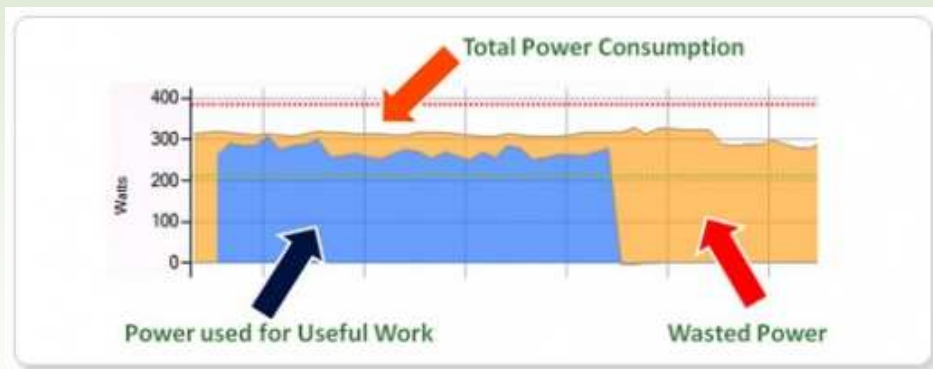 Total Power Consumption
400
300
200
100
0
Watts
Power used for Useful Work
Wasted Power